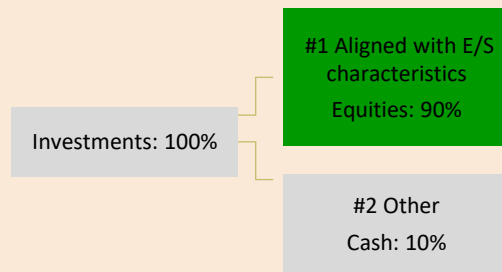 #1 Aligned with E/S
characteristics
Equities: 90%
Investments: 100%
#2 Other
Cash: 10%